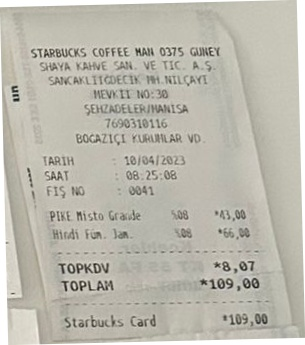 STARBUCKS COFFEE MAN 0375 GUNEY
SHAYA KAHVE SAN. VE TIC. A.Ş.
SANCAKLIIĞDECİK MH.NILÇAYI
MEVKII NO:30
ŞEHZADELER/MANISA
7690310116
BOGAZIÇI KURUMLAR VD.
TARIH : 10/04/2023
SAAT : 08:25:08
FIŞ NO : 0041
PIKE Misto Grande %08 *43,00
Hindi Füm. Jam. %08 *66,00
TOPKDV *8,07
TOPLAM *109,00
Starbucks Card *109,00